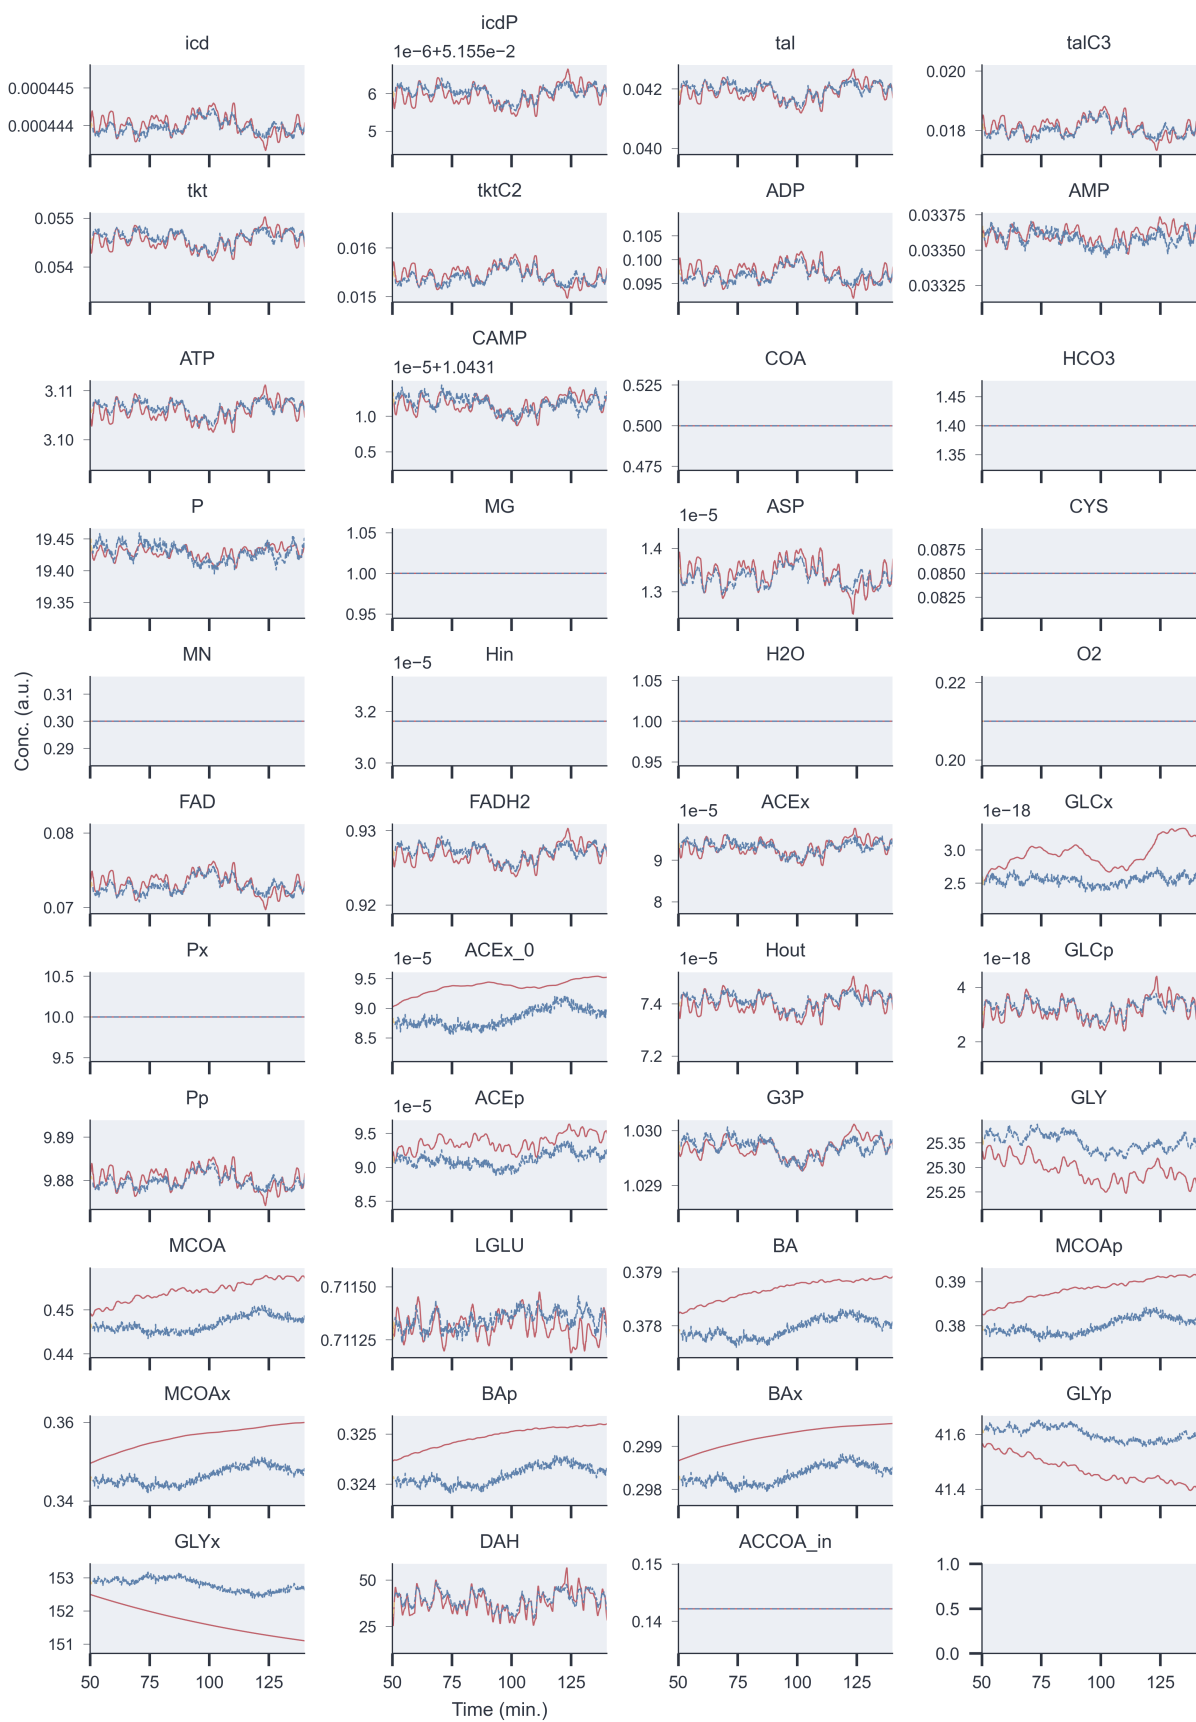 icd
icdP
tal
talC3
1e−6+5.155e−2
0.000445
0.000444
6
5
0.042
0.040
0.020
0.018
tkt
tktC2
ADP
AMP
0.055
0.054
0.016
0.015
0.105
0.100
0.095
0.03375
0.03350
0.03325
ATP
CAMP
COA
HCO3
1e−5+1.0431
3.11
3.10
1.0
0.5
0.525
0.500
0.475
1.45
1.40
1.35
P
MG
ASP
CYS
1e−5
19.45
19.40
19.35
1.05
1.00
0.95
1.4
1.3
0.0875
0.0850
0.0825
MN
Hin
H2O
O2
1e−5
0.31
0.30
0.29
3.2
3.0
1.05
1.00
0.95
0.22
0.20
Conc. (a.u.)
FAD
FADH2
ACEx
GLCx
1e−5
1e−18
0.08
0.07
0.93
0.92
9
8
3.0
2.5
Px
ACEx_0
Hout
GLCp
1e−5
1e−5
1e−18
10.5
10.0
9.5
9.5
9.0
8.5
7.4
7.2
4
2
Pp
ACEp
G3P
GLY
1e−5
9.89
9.88
9.5
9.0
8.5
1.030
1.029
25.35
25.30
25.25
MCOA
LGLU
BA
MCOAp
0.45
0.44
0.71150
0.71125
0.379
0.378
0.39
0.38
MCOAx
BAp
BAx
GLYp
0.36
0.34
0.325
0.324
0.299
0.298
41.6
41.4
GLYx
DAH
ACCOA_in
153
152
151
50
25
0.15
0.14
1.0
0.5
0.0
50 75 100 125
50 75 100 125
50 75 100 125
50 75 100 125
Time (min.)